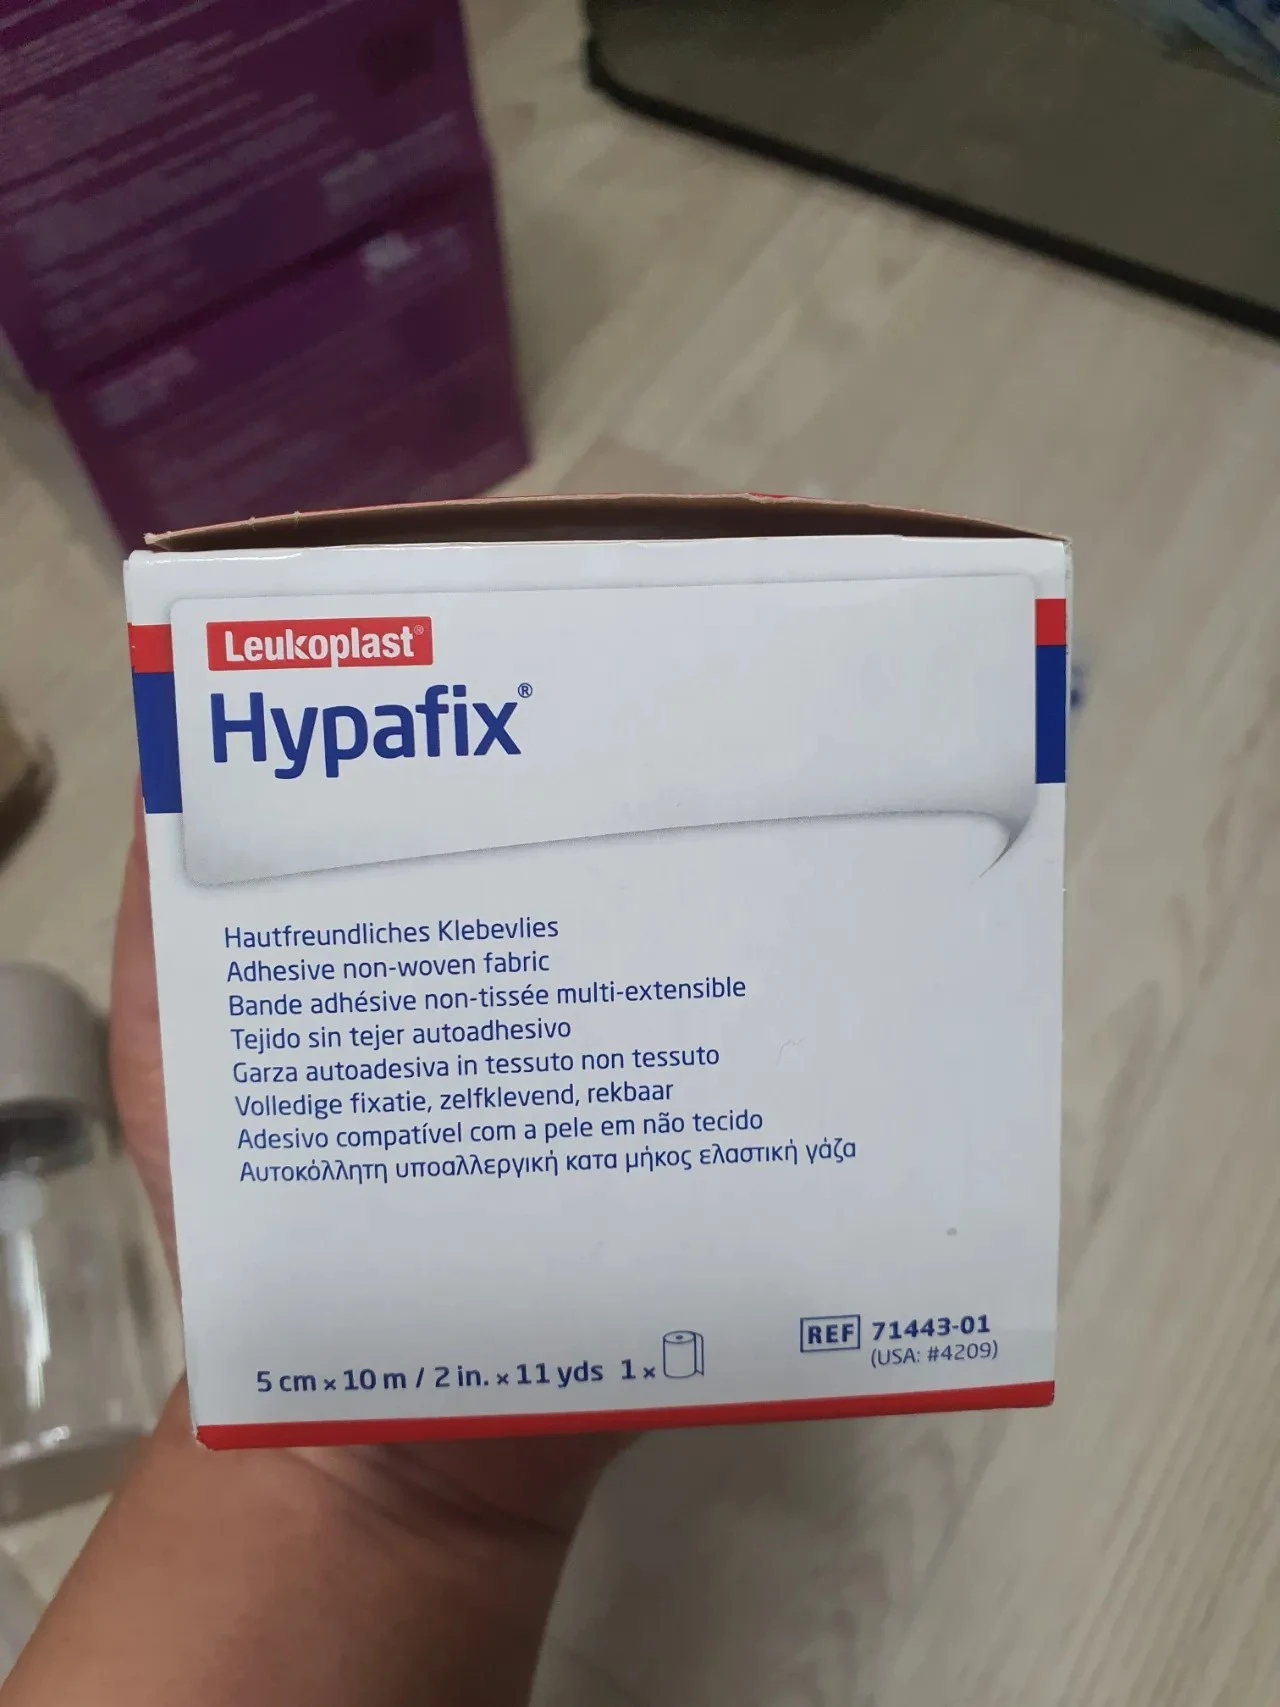 Leukoplast®
Hypafix®
Hautfreundliches Klebevlies
Adhesive non-woven fabric
Bande adhésive non-tissée multi-extensible
Tejido sin tejer autoadhesivo
Garza autoadesiva in tessuto non tessuto
Volledige fixatie, zelfklevend, rekbaar
Adesivo compatível com a pele em não tecido
Αυτοκόλλητη υποαλλεργική κατα μήκος ελαστική γάζα
5 cm x 10 m / 2 in. x 11 yds 1 x
REF 71443-01
(USA: #4209)